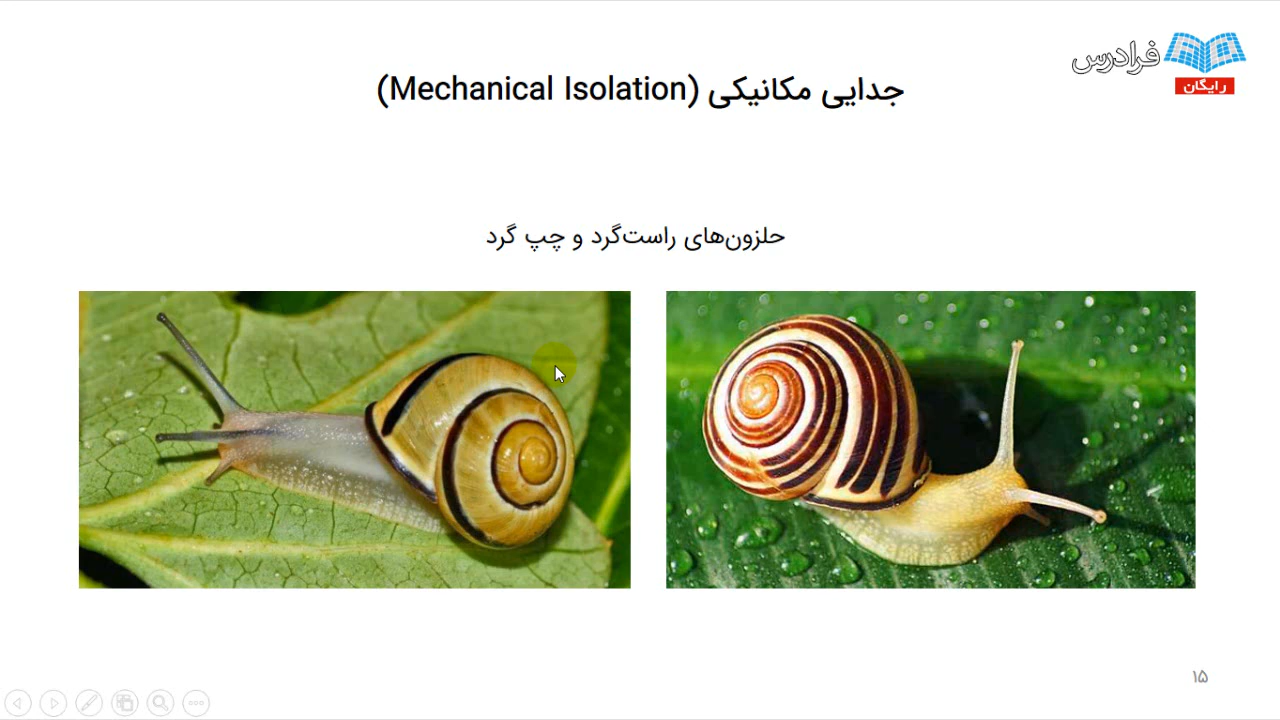 فرادرس
رایگان
جدایی مکانیکی (Mechanical Isolation)
حلزون‌های راست‌گرد و چپ گرد
۱۵